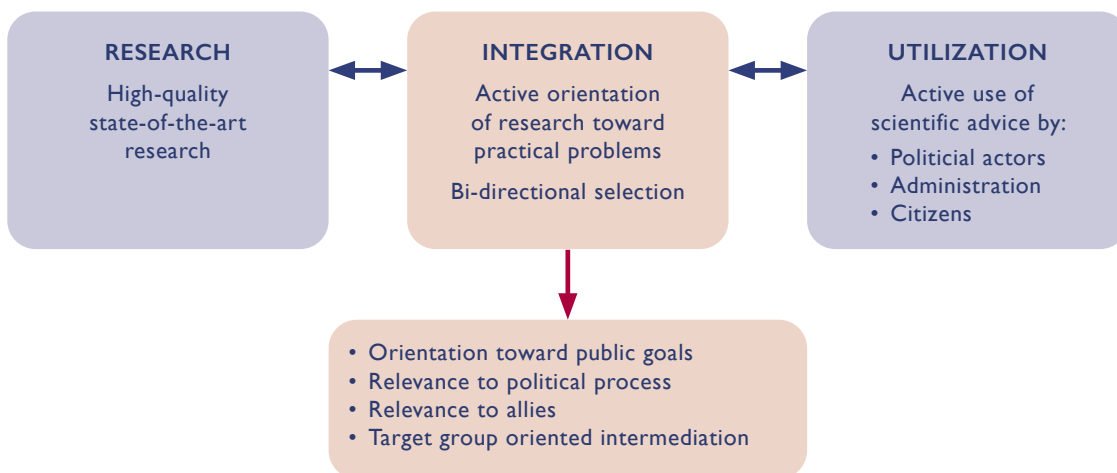 RESEARCH
High-quality
state-of-the-art
research
INTEGRATION
Active orientation
of research toward
practical problems
Bi-directional selection
UTILIZATION
Active use of
scientific advice by:
• Politicial actors
• Administration
• Citizens
• Orientation toward public goals
• Relevance to political process
• Relevance to allies
• Target group oriented intermediation